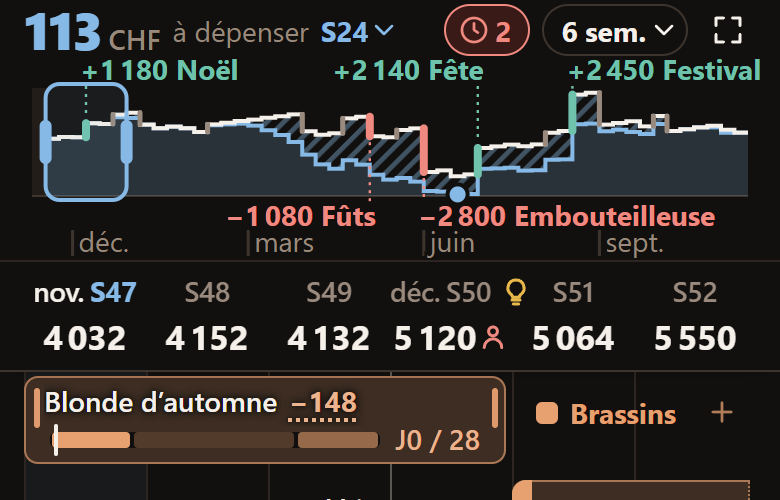 113 CHF à dépenser S24 2 6 sem.
+1 180 Noël +2 140 Fête +2 450 Festival
−1 080 Fûts −2 800 Embouteilleuse
déc. mars juin sept.
nov. S47 S48 S49 déc. S50 S51 S52
4 032 4 152 4 132 5 120 5 064 5 550
Blonde d’automne −148
J0 / 28 Brassins +